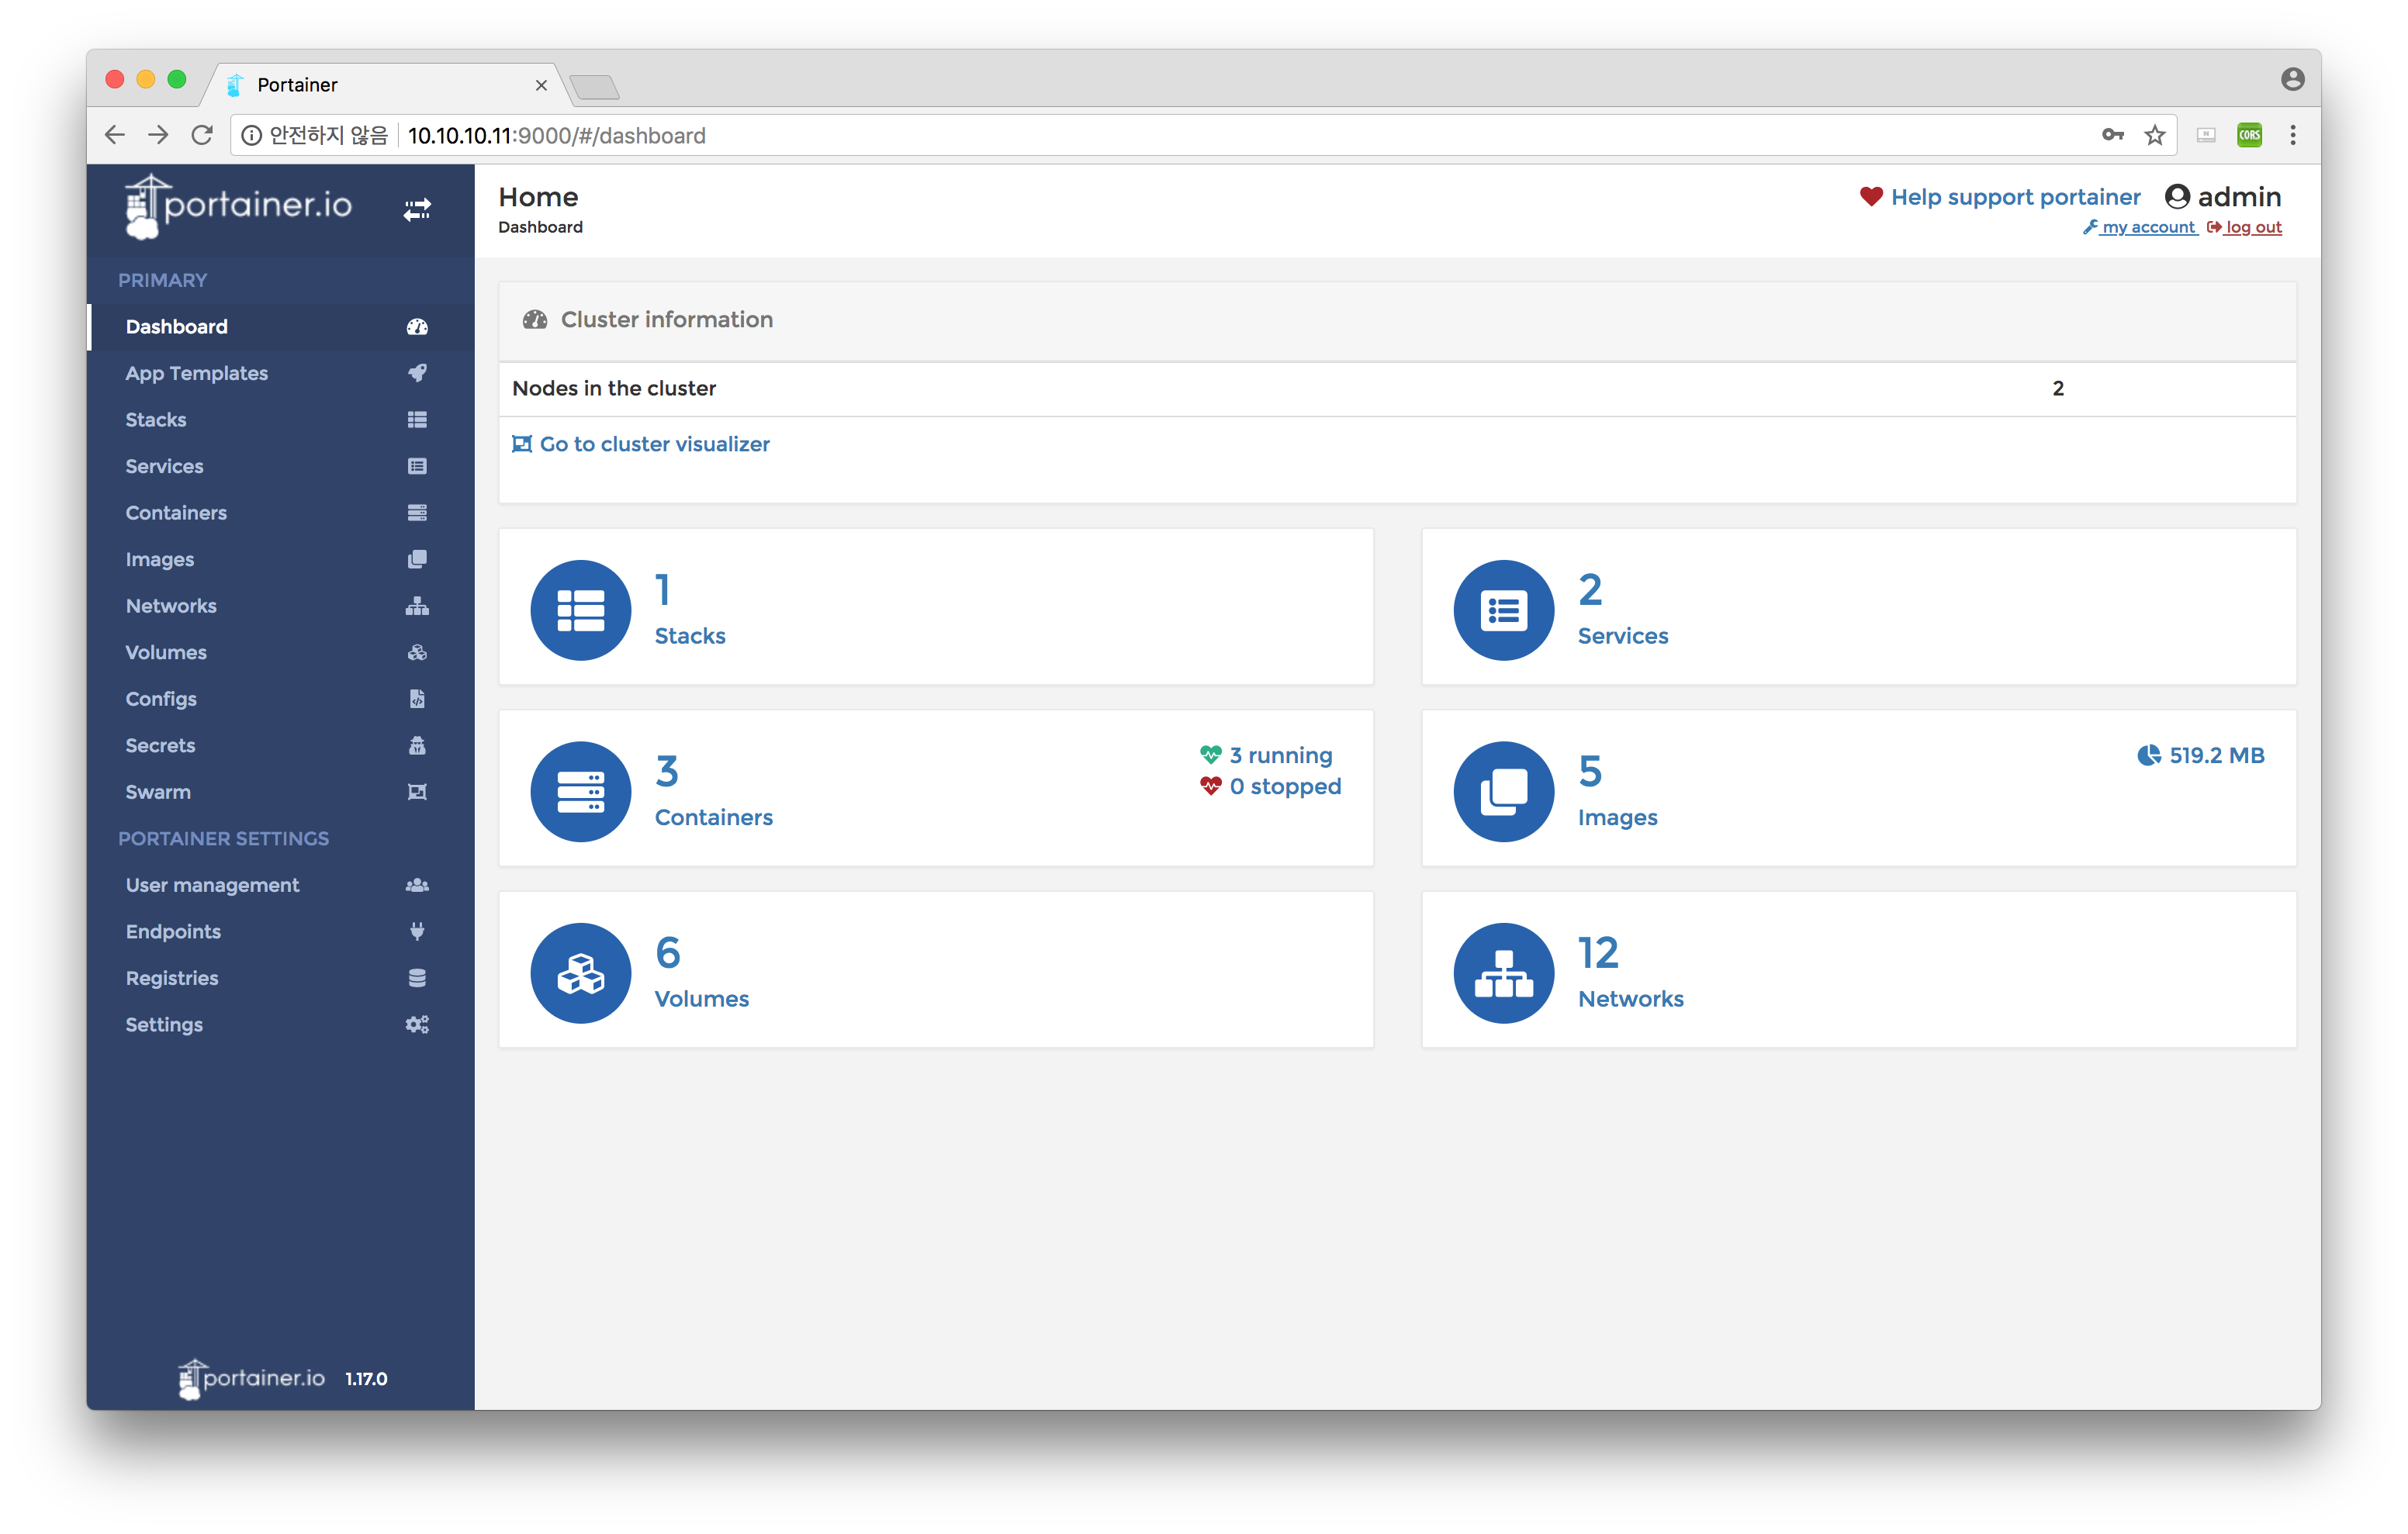 Portainer
안전하지 않음 10.10.10.11:9000/#/dashboard
CORS
portainer.io
PRIMARY
Dashboard
App Templates
Stacks
Services
Containers
Images
Networks
Volumes
Configs
Secrets
Swarm
PORTAINER SETTINGS
User management
Endpoints
Registries
Settings
portainer.io 1.17.0
Home
Dashboard
Help support portainer admin
my account log out
Cluster information
Nodes in the cluster 2
Go to cluster visualizer
1
Stacks
2
Services
3
Containers
3 running
0 stopped
5
Images
519.2 MB
6
Volumes
12
Networks